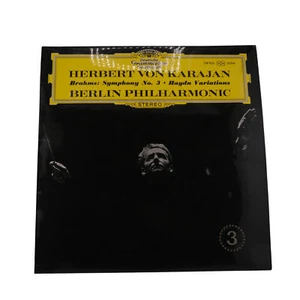 HERBERT VON KARAJAN
Brahms: Symphony No. 3 • Haydn Variations
BERLIN PHILHARMONIC
STEREO
3